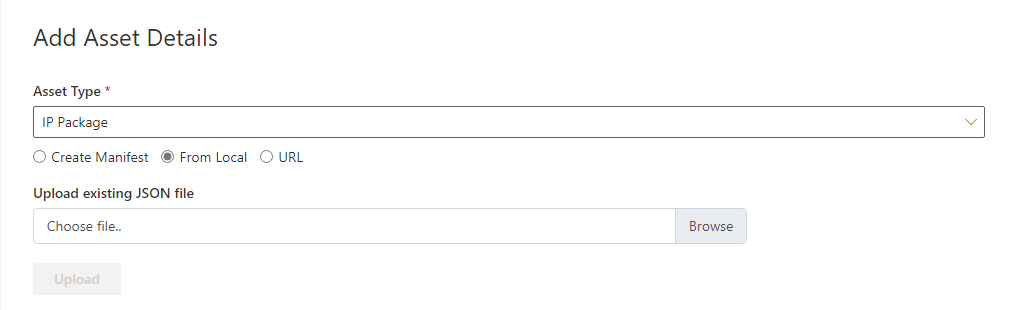 Add Asset Details
Asset Type *
IP Package
Create Manifest From Local URL
Upload existing JSON file
Choose file.. Browse
Upload